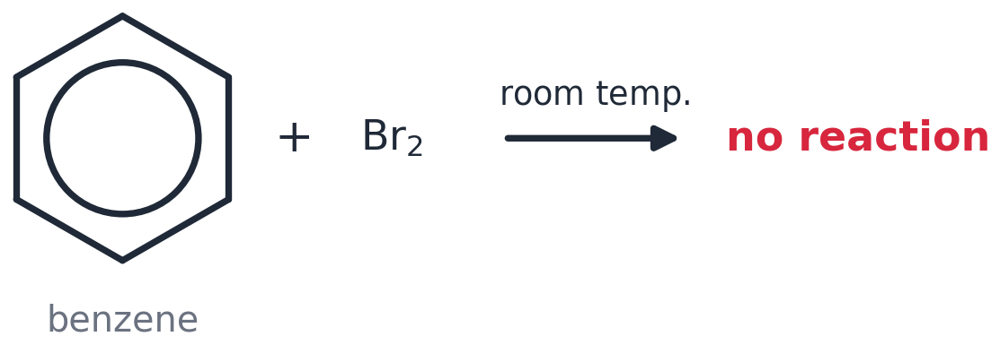 room temp.
+ Br₂ no reaction
benzene